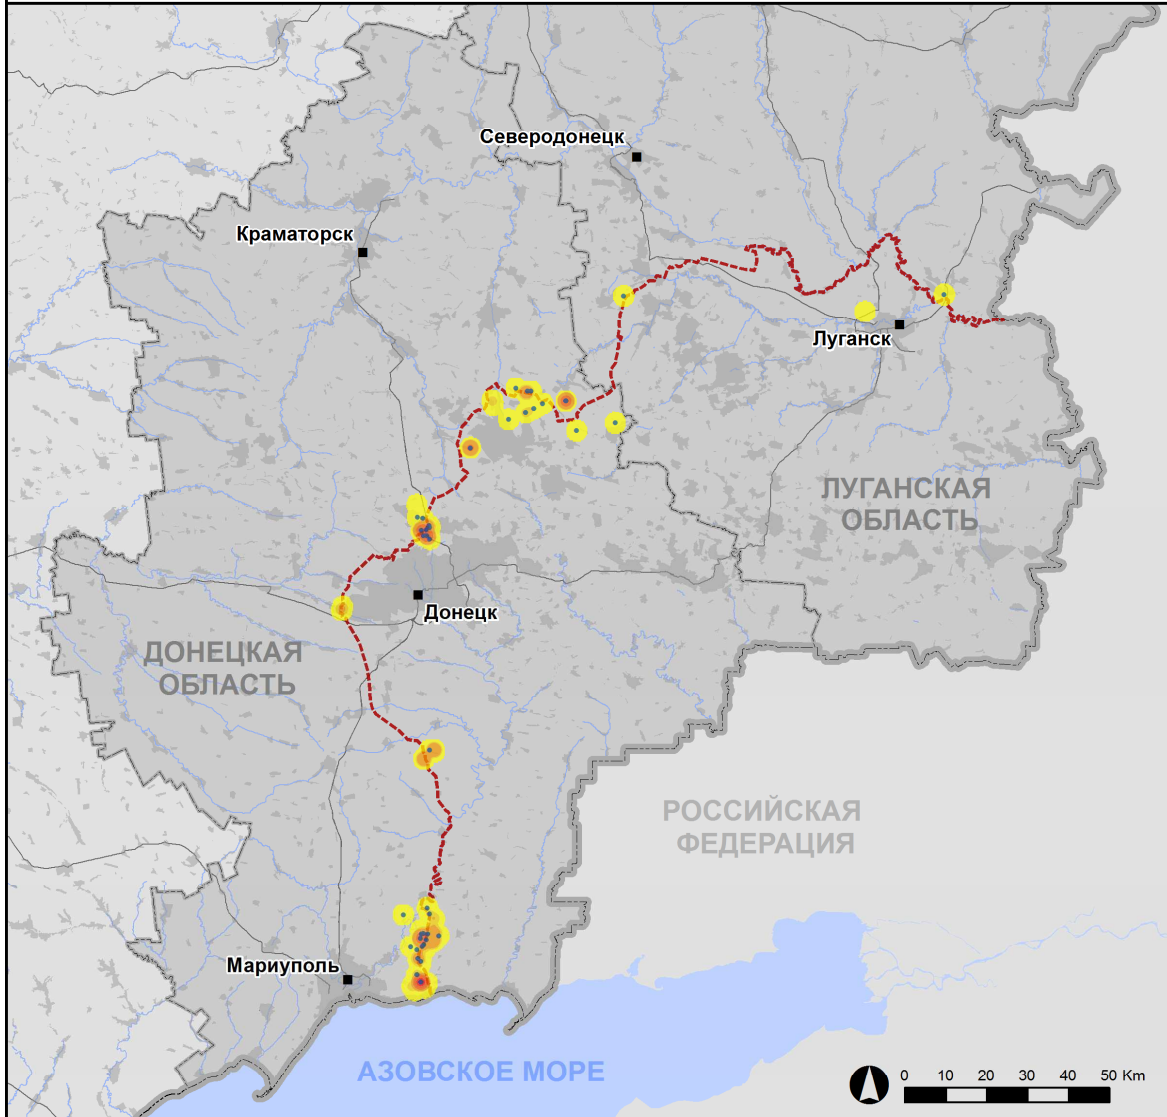 Северодонецк
Краматорск
Луганск
ЛУГАНСКАЯ
ОБЛАСТЬ
Донецк
ДОНЕЦКАЯ
ОБЛАСТЬ
РОССИЙСКАЯ
ФЕДЕРАЦИЯ
Мариуполь
АЗОВСКОЕ МОРЕ
0 10 20 30 40 50 Km